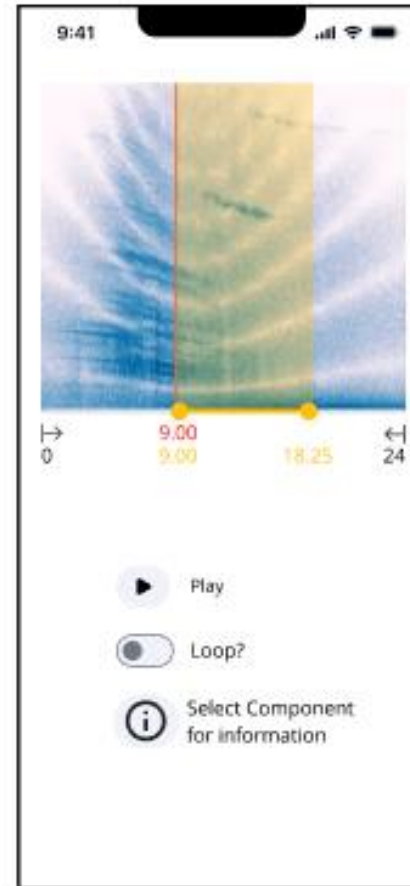 9:41
9.00
0 9.00 18.25 24
Play
Loop?
Select Component
for information